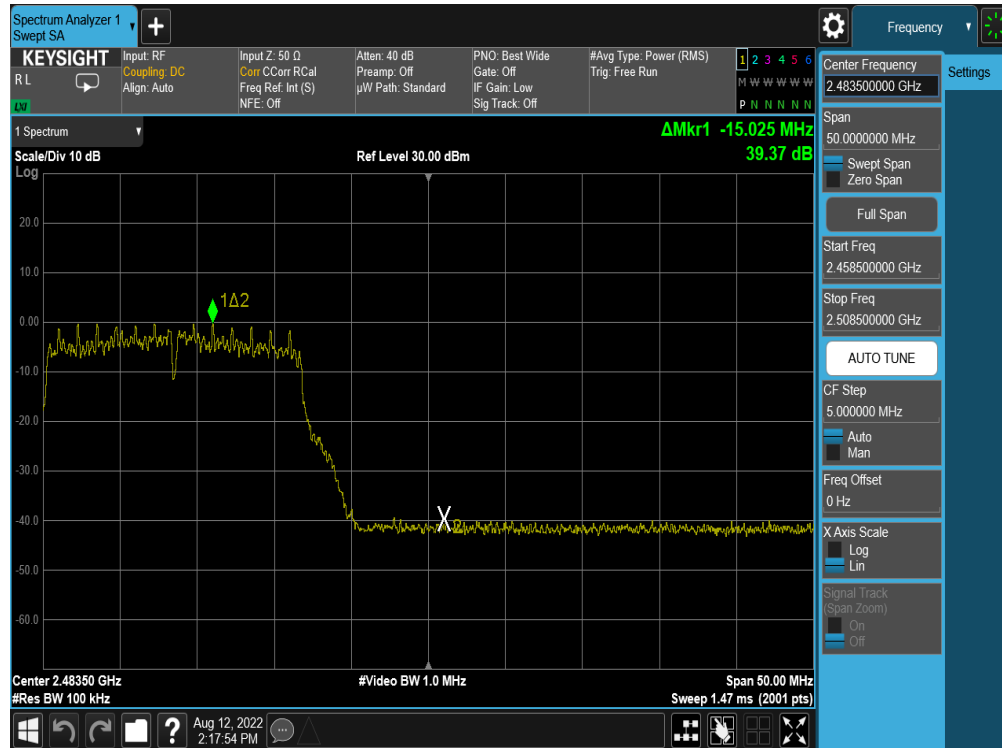 Spectrum Analyzer 1
Swept SA
Frequency
KEYSIGHT
R L
LXI
Input: RF
Coupling: DC
Align: Auto
Input Z: 50 Ω
Corr CCorr RCal
Freq Ref: Int (S)
NFE: Off
Atten: 40 dB
Preamp: Off
µW Path: Standard
PNO: Best Wide
Gate: Off
IF Gain: Low
Sig Track: Off
#Avg Type: Power (RMS)
Trig: Free Run
1 2 3 4 5 6
M W W W W W
P N N N N N
1 Spectrum
ΔMkr1 -15.025 MHz
39.37 dB
Scale/Div 10 dB
Ref Level 30.00 dBm
Log
20.0
10.0
0.00
-10.0
-20.0
-30.0
-40.0
-50.0
-60.0
1Δ2
X2
Center 2.48350 GHz
#Video BW 1.0 MHz
Span 50.00 MHz
#Res BW 100 kHz
Sweep 1.47 ms (2001 pts)
Center Frequency
2.483500000 GHz
Settings
Span
50.0000000 MHz
Swept Span
Zero Span
Full Span
Start Freq
2.458500000 GHz
Stop Freq
2.508500000 GHz
AUTO TUNE
CF Step
5.000000 MHz
Auto
Man
Freq Offset
0 Hz
X Axis Scale
Log
Lin
Signal Track
(Span Zoom)
On
Off
?
Aug 12, 2022
2:17:54 PM